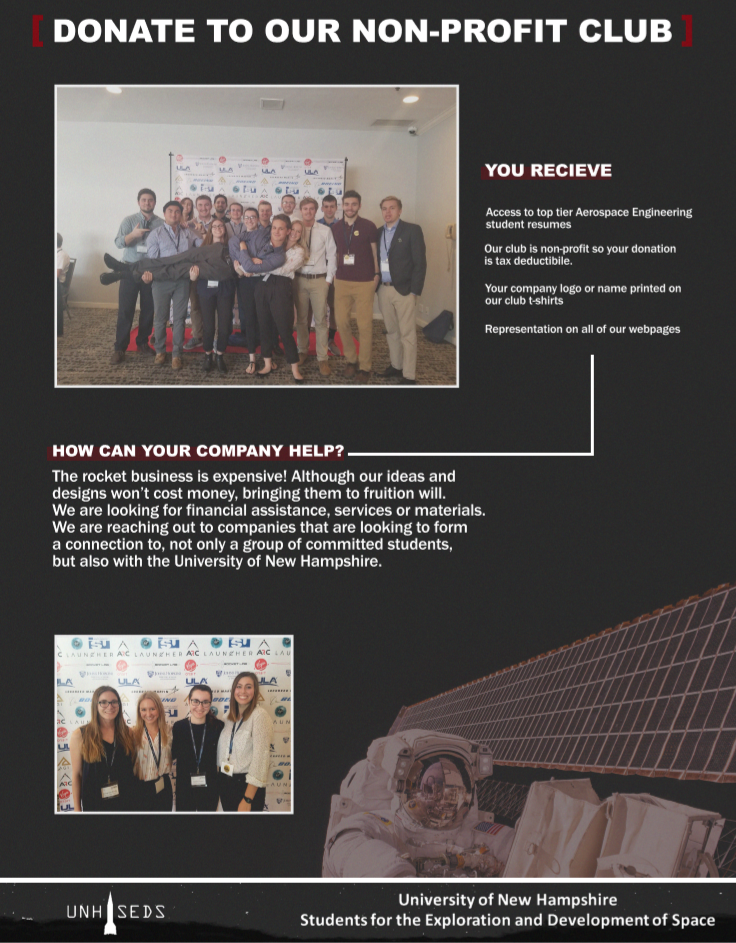 [ DONATE TO OUR NON-PROFIT CLUB ]
YOU RECIEVE
Access to top tier Aerospace Engineering
student resumes
Our club is non-profit so your donation
is tax deductibile.
Your company logo or name printed on
our club t-shirts
Representation on all of our webpages
HOW CAN YOUR COMPANY HELP?
The rocket business is expensive! Although our ideas and
designs won't cost money, bringing them to fruition will.
We are looking for financial assistance, services or materials.
We are reaching out to companies that are looking to form
a connection to, not only a group of committed students,
but also with the University of New Hampshire.
isu
LAUNCHER
ULA
UNH SEDS
University of New Hampshire
Students for the Exploration and Development of Space